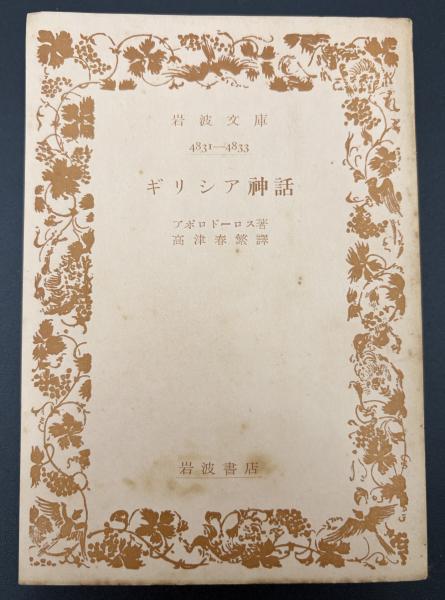 岩波文庫
4831—4833
ギリシア神話
アポロドーロス著
高津春繁譯
岩波書店